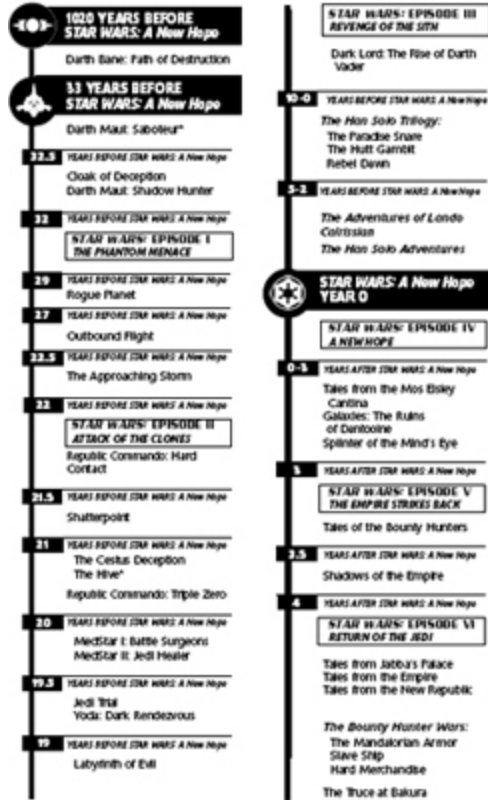 1020 YEARS BEFORE
STAR WARS: A New Hope
Darth Bane: Path of Destruction
33 YEARS BEFORE
STAR WARS: A New Hope
Darth Maul: Saboteur*
32.5 YEARS BEFORE STAR WARS: A New Hope
Cloak of Deception
Darth Maul: Shadow Hunter
32 YEARS BEFORE STAR WARS: A New Hope
STAR WARS: EPISODE I
THE PHANTOM MENACE
29 YEARS BEFORE STAR WARS: A New Hope
Rogue Planet
27 YEARS BEFORE STAR WARS: A New Hope
Outbound Flight
22.5 YEARS BEFORE STAR WARS: A New Hope
The Approaching Storm
22 YEARS BEFORE STAR WARS: A New Hope
STAR WARS: EPISODE II
ATTACK OF THE CLONES
Republic Commando: Hard
Contact
21.5 YEARS BEFORE STAR WARS: A New Hope
Shatterpoint
21 YEARS BEFORE STAR WARS: A New Hope
The Cestus Deception
The Hive*
Republic Commando: Triple Zero
20 YEARS BEFORE STAR WARS: A New Hope
MedStar I: Battle Surgeons
MedStar II: Jedi Healer
19.5 YEARS BEFORE STAR WARS: A New Hope
Jedi Trial
Yoda: Dark Rendezvous
19 YEARS BEFORE STAR WARS: A New Hope
Labyrinth of Evil
STAR WARS: EPISODE III
REVENGE OF THE SITH
Dark Lord: The Rise of Darth
Vader
10-0 YEARS BEFORE STAR WARS: A New Hope
The Han Solo Trilogy:
The Paradise Snare
The Hutt Gambit
Rebel Dawn
5-2 YEARS BEFORE STAR WARS: A New Hope
The Adventures of Lando
Calrissian
The Han Solo Adventures
STAR WARS: A New Hope
YEAR 0
STAR WARS: EPISODE IV
A NEW HOPE
0-3 YEARS AFTER STAR WARS: A New Hope
Tales from the Mos Eisley
Cantina
Galaxies: The Ruins
of Dantooine
Splinter of the Mind's Eye
3 YEARS AFTER STAR WARS: A New Hope
STAR WARS: EPISODE V
THE EMPIRE STRIKES BACK
Tales of the Bounty Hunters
3.5 YEARS AFTER STAR WARS: A New Hope
Shadows of the Empire
4 YEARS AFTER STAR WARS: A New Hope
STAR WARS: EPISODE VI
RETURN OF THE JEDI
Tales from Jabba's Palace
Tales from the Empire
Tales from the New Republic
The Bounty Hunter Wars:
The Mandalorian Armor
Slave Ship
Hard Merchandise
The Truce at Bakura